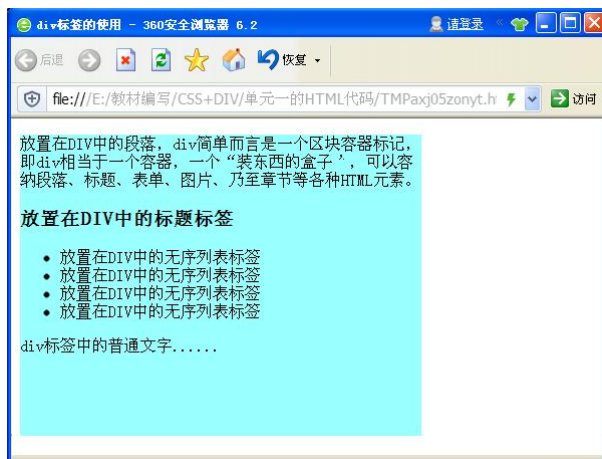 div标签的使用 - 360安全浏览器 6.2
请登录
后退
恢复
file:///E:/教材编写/CSS+DIV/单元一的HTML代码/TMPaxj05zonyt.h
访问
放置在DIV中的段落，div简单而言是一个区块容器标记，
即div相当于一个容器，一个“装东西的盒子”，可以容
纳段落、标题、表单、图片、乃至章节等各种HTML元素。
放置在DIV中的标题标签
• 放置在DIV中的无序列表标签
• 放置在DIV中的无序列表标签
• 放置在DIV中的无序列表标签
• 放置在DIV中的无序列表标签
div标签中的普通文字......